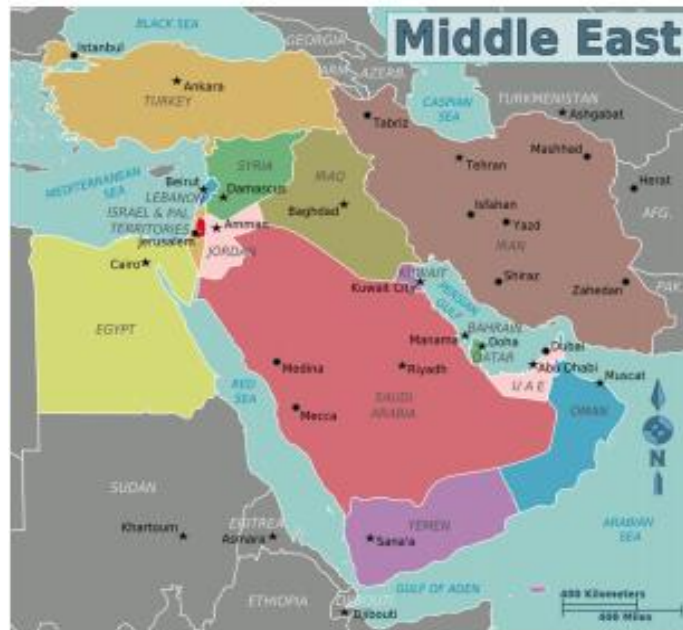 Middle East
BLACK SEA
Istanbul
GEORGIA
ARM.
AZERB.
Ankara
TURKEY
CASPIAN
SEA
TURKMENISTAN
Ashgabat
Tabriz
Mashhad
Tehran
Herat
AFG.
SYRIA
IRAQ
Beirut
MEDITERRANEAN
SEA
LEBANON
Damascus
ISRAEL & PAL.
TERRITORIES
Baghdad
Isfahan
Yazd
IRAN
Jerusalem
Amman
JORDAN
Cairo
KUWAIT
Kuwait City
Shiraz
Zahedan
PAK.
PERSIAN
GULF
EGYPT
BAHRAIN
Manama
Doha
QATAR
Dubai
Abu Dhabi
U A E
Muscat
Medina
Riyadh
RED
SEA
SAUDI
ARABIA
Mecca
OMAN
N
SUDAN
Khartoum
ERITREA
Asmara
YEMEN
Sana'a
ARABIAN
SEA
GULF OF ADEN
ETHIOPIA
DJIBOUTI
Djibouti
400 Kilometers
400 Miles